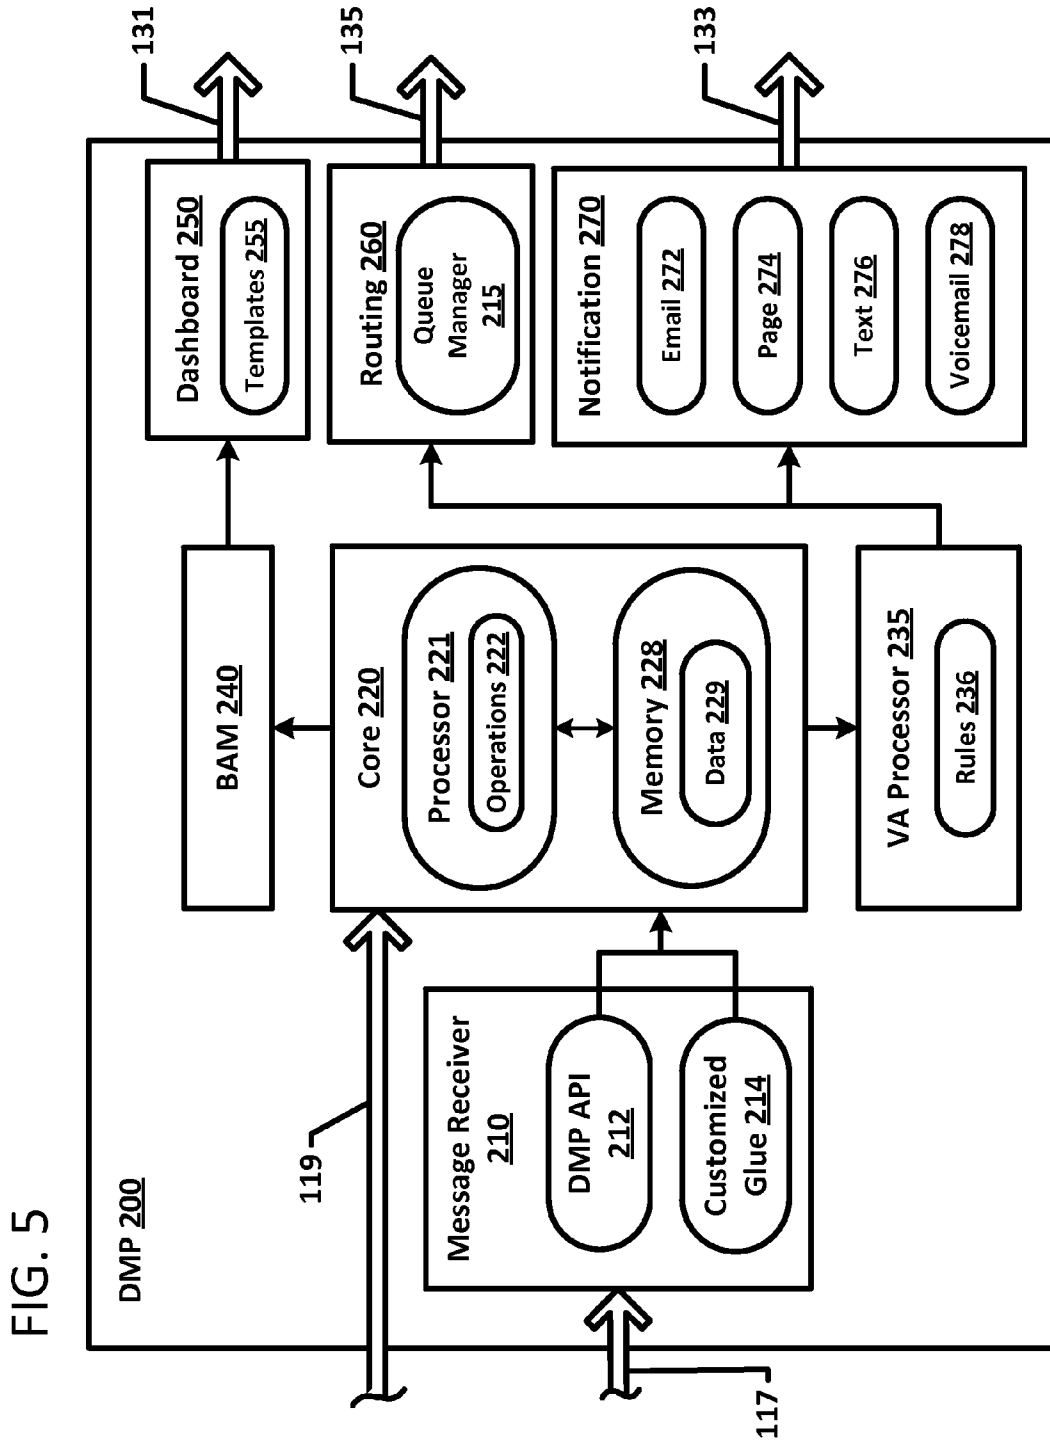 FIG. 5
DMP 200
119
117
Message Receiver
210
DMP API
212
Customized
Glue 214
BAM 240
Core 220
Processor 221
Operations 222
Memory 228
Data 229
VA Processor 235
Rules 236
Dashboard 250
Templates 255
Routing 260
Queue
Manager
215
Notification 270
Email 272
Page 274
Text 276
Voicemail 278
131
135
133